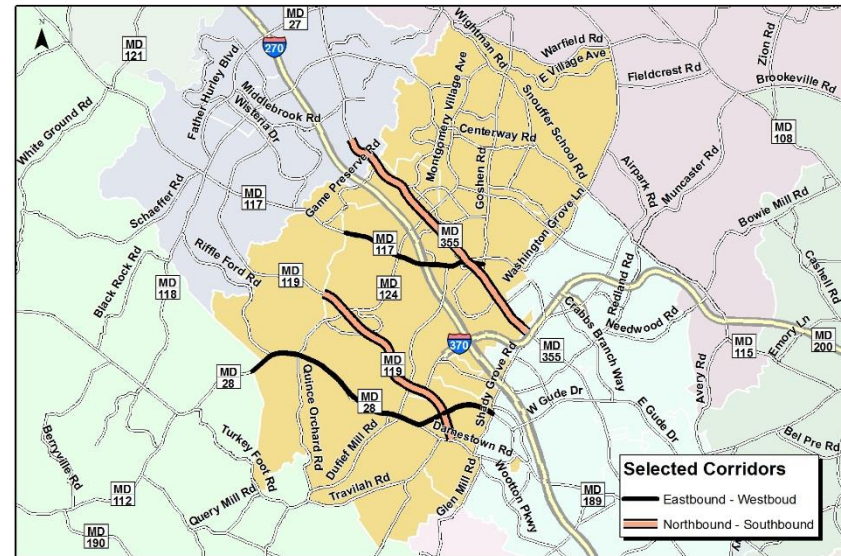 N
MD
27
MD
121
270
Wightman Rd
Warfield Rd
E Village Ave
Fieldcrest Rd
Zion Rd
Brookeville Rd
White Ground Rd
Father Hurley Blvd
Middlebrook Rd
Wisteria Dr
Montgomery Village Ave
Snouffer School Rd
Centerway Rd
Goshen Rd
MD
108
Airpark Rd
Muncaster Rd
Game Preserve Rd
Schaeffer Rd
MD
117
Washington Grove Ln
Bowie Mill Rd
MD
355
MD
117
Riffle Ford Rd
Black Rock Rd
MD
118
MD
119
MD
124
Redland Rd
Cashell Rd
Crabbs Branch Way
Needwood Rd
370
MD
355
MD
115
Emory Ln
MD
200
MD
119
Shady Grove Rd
Avery Rd
MD
28
Quince Orchard Rd
MD
28
W Gude Dr
E Gude Dr
Darnestown Rd
Dufief Mill Rd
Berryville Rd
Turkey Foot Rd
Bel Pre Rd
Travilah Rd
Glen Mill Rd
Wootton Pkwy
Query Mill Rd
MD
112
MD
189
MD
190
Selected Corridors
Eastbound - Westboud
Northbound - Southbound